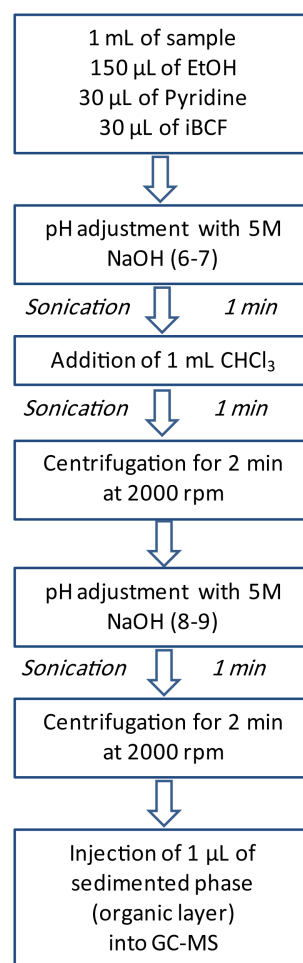 1 mL of sample
150 µL of EtOH
30 µL of Pyridine
30 µL of iBCF
pH adjustment with 5M
NaOH (6-7)
Sonication 1 min
Addition of 1 mL CHCl₃
Sonication 1 min
Centrifugation for 2 min
at 2000 rpm
pH adjustment with 5M
NaOH (8-9)
Sonication 1 min
Centrifugation for 2 min
at 2000 rpm
Injection of 1 µL of
sedimented phase
(organic layer)
into GC-MS